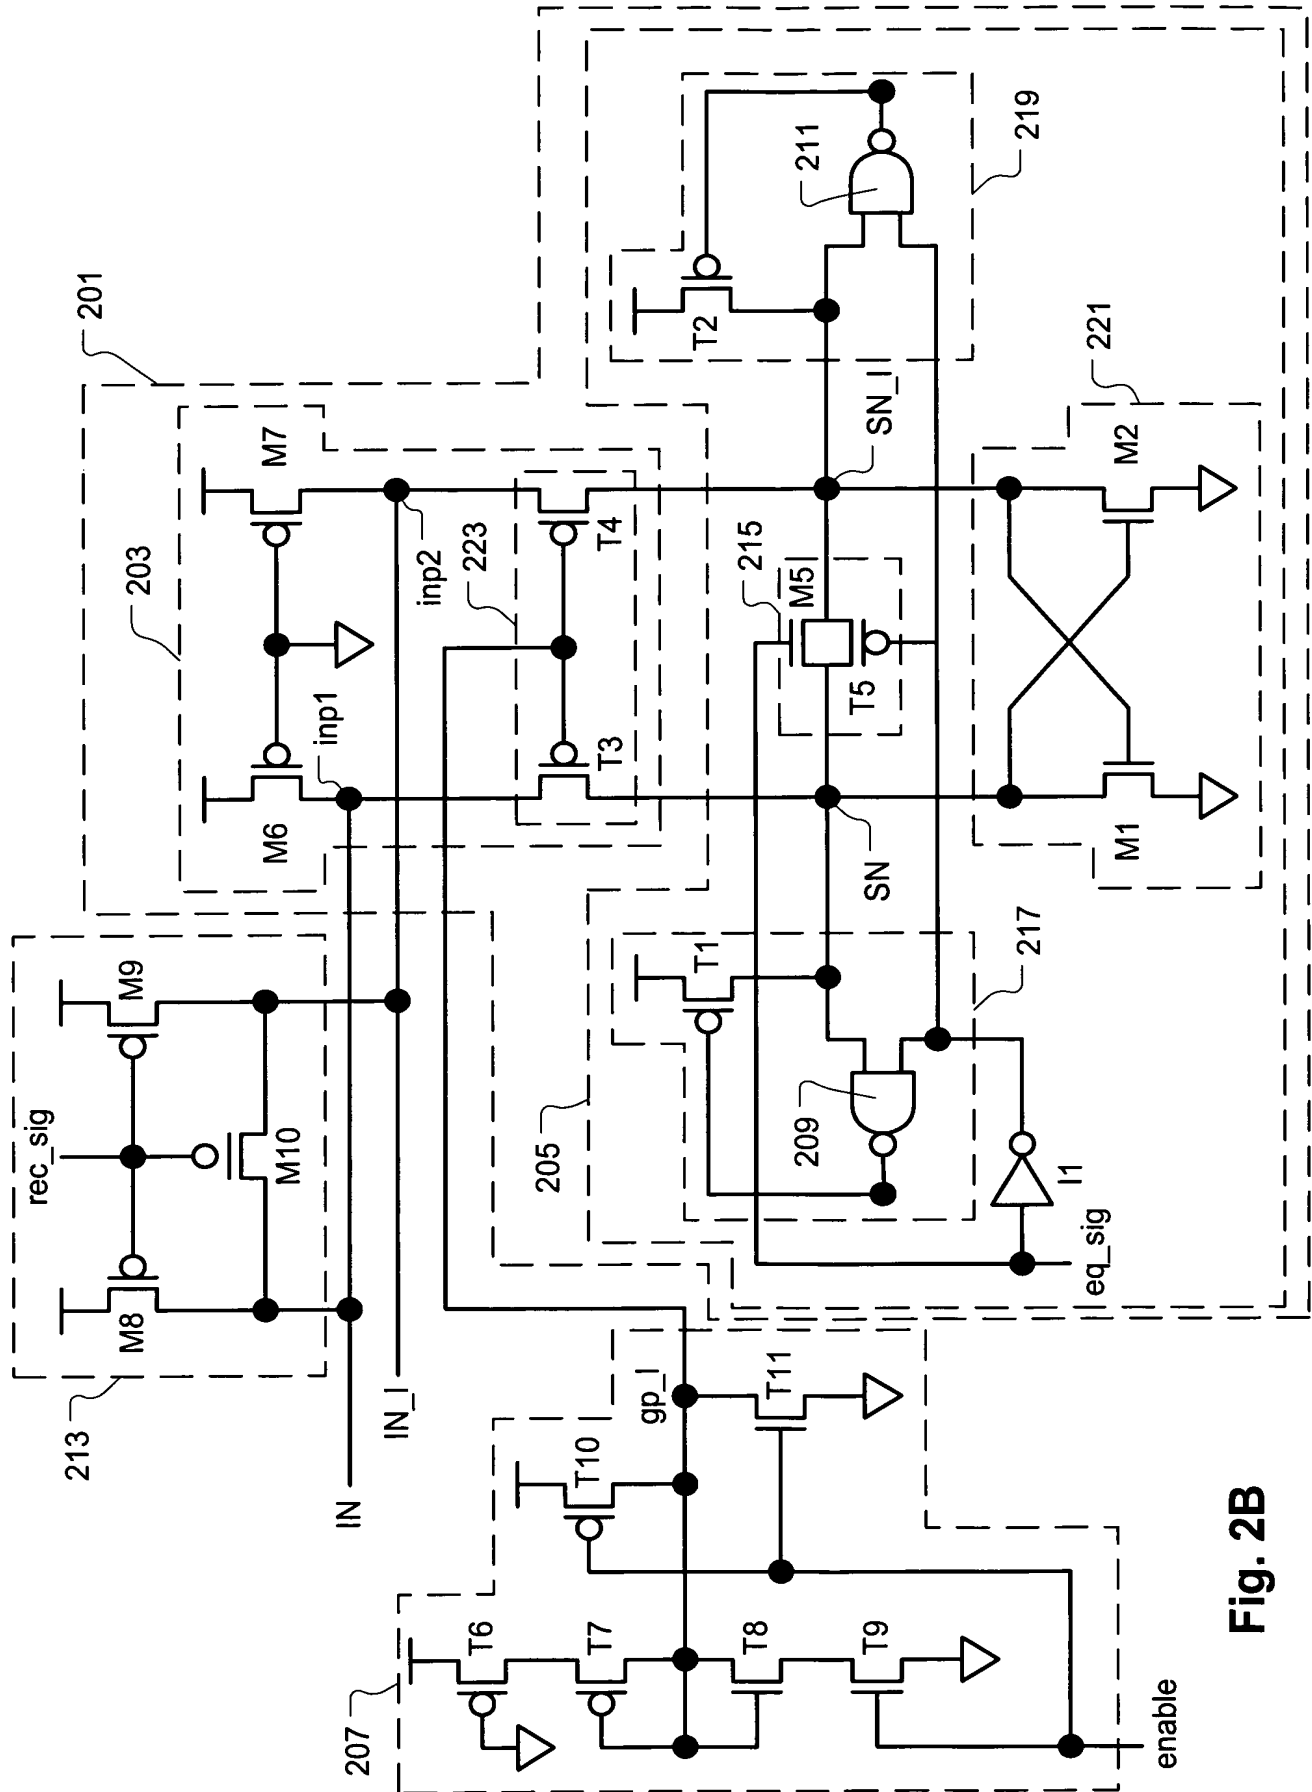 201
203
M7
M6
inp1
inp2
223
T4
T3
213
M9
M8
M10
rec_sig
IN
IN_l
207
T6
T7
T8
T9
T10
T11
gp_l
enable
205
217
T1
209
SN
I1
eq_sig
215
M5
T5
SN_l
T2
211
219
221
M1
M2
Fig. 2B